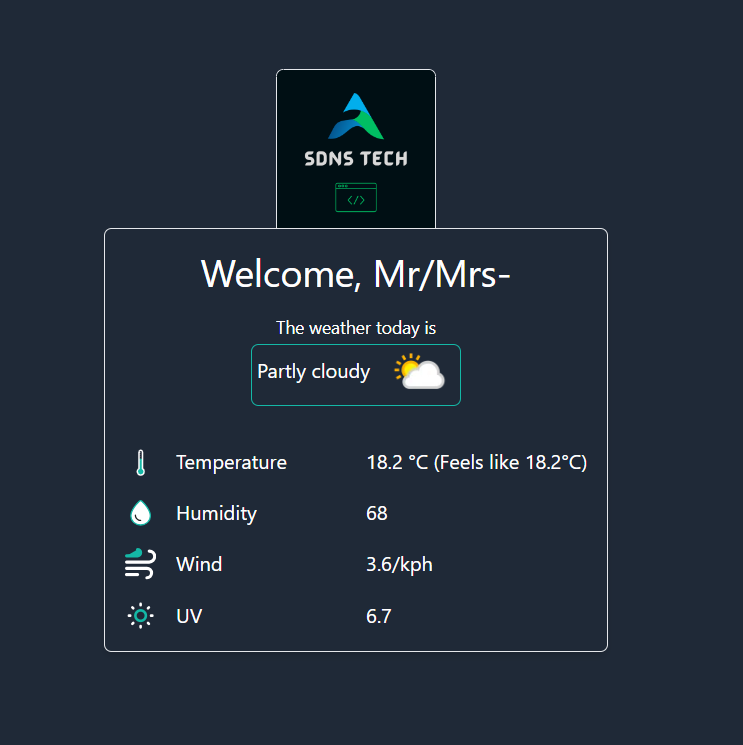 SDNS TECH
</>
Welcome, Mr/Mrs-
The weather today is
Partly cloudy
Temperature 18.2 °C (Feels like 18.2°C)
Humidity 68
Wind 3.6/kph
UV 6.7